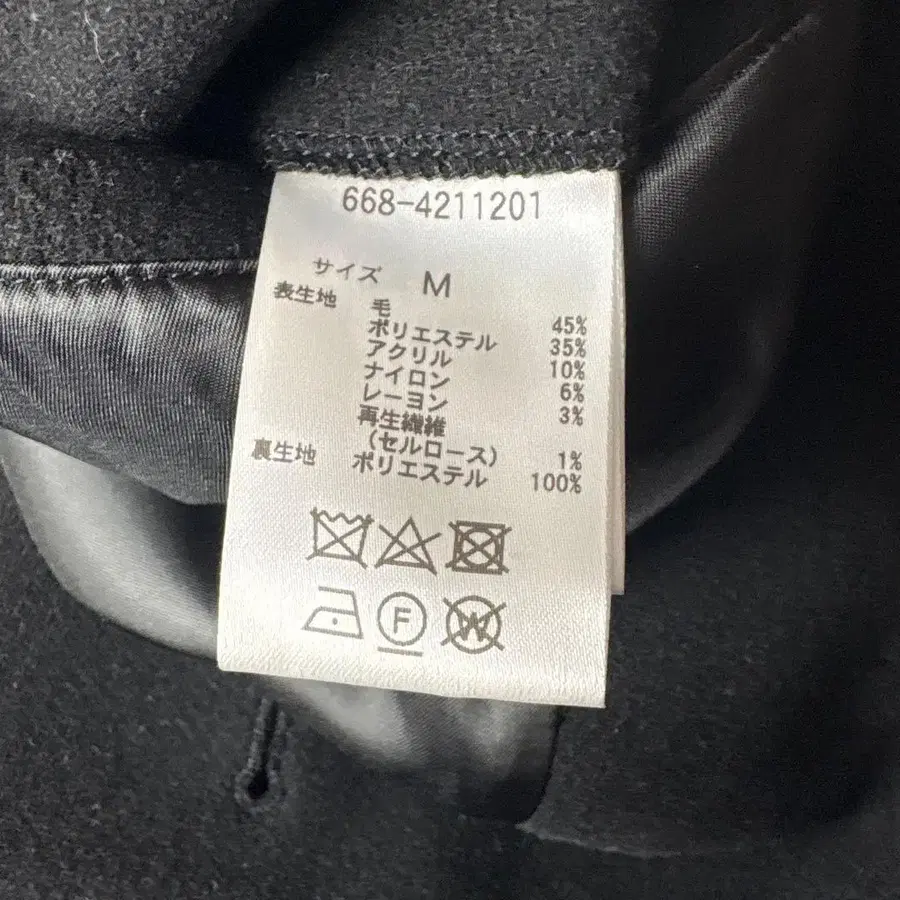 668-4211201
サイズ M
表生地 毛 45%
ポリエステル 35%
アクリル 10%
ナイロン 6%
レーヨン 3%
再生繊維
(セルロース) 1%
裏生地 ポリエステル 100%
F W